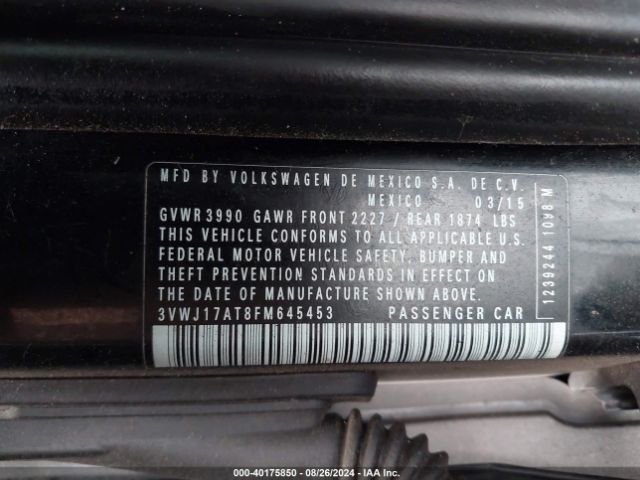 MFD BY VOLKSWAGEN DE MEXICO S.A. DE C.V.
MEXICO 03/15
GVWR 3990 GAWR FRONT 2227 / REAR 1874 LBS
THIS VEHICLE CONFORMS TO ALL APPLICABLE U.S.
FEDERAL MOTOR VEHICLE SAFETY, BUMPER AND
THEFT PREVENTION STANDARDS IN EFFECT ON
THE DATE OF MANUFACTURE SHOWN ABOVE.
3VWJ17AT8FM645453 PASSENGER CAR
1239244
000-40175850 | 08/26/2024 | IAA Inc.